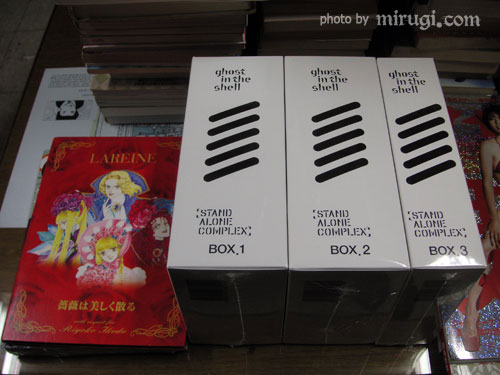 photo by mirugi.com
LAREINE
薔薇は美しく散る
Riyoko Ikeda
ghost
in the
shell
STAND
ALONE
COMPLEX
BOX.1
ghost
in the
shell
STAND
ALONE
COMPLEX
BOX.2
ghost
in the
shell
STAND
ALONE
COMPLEX
BOX.3